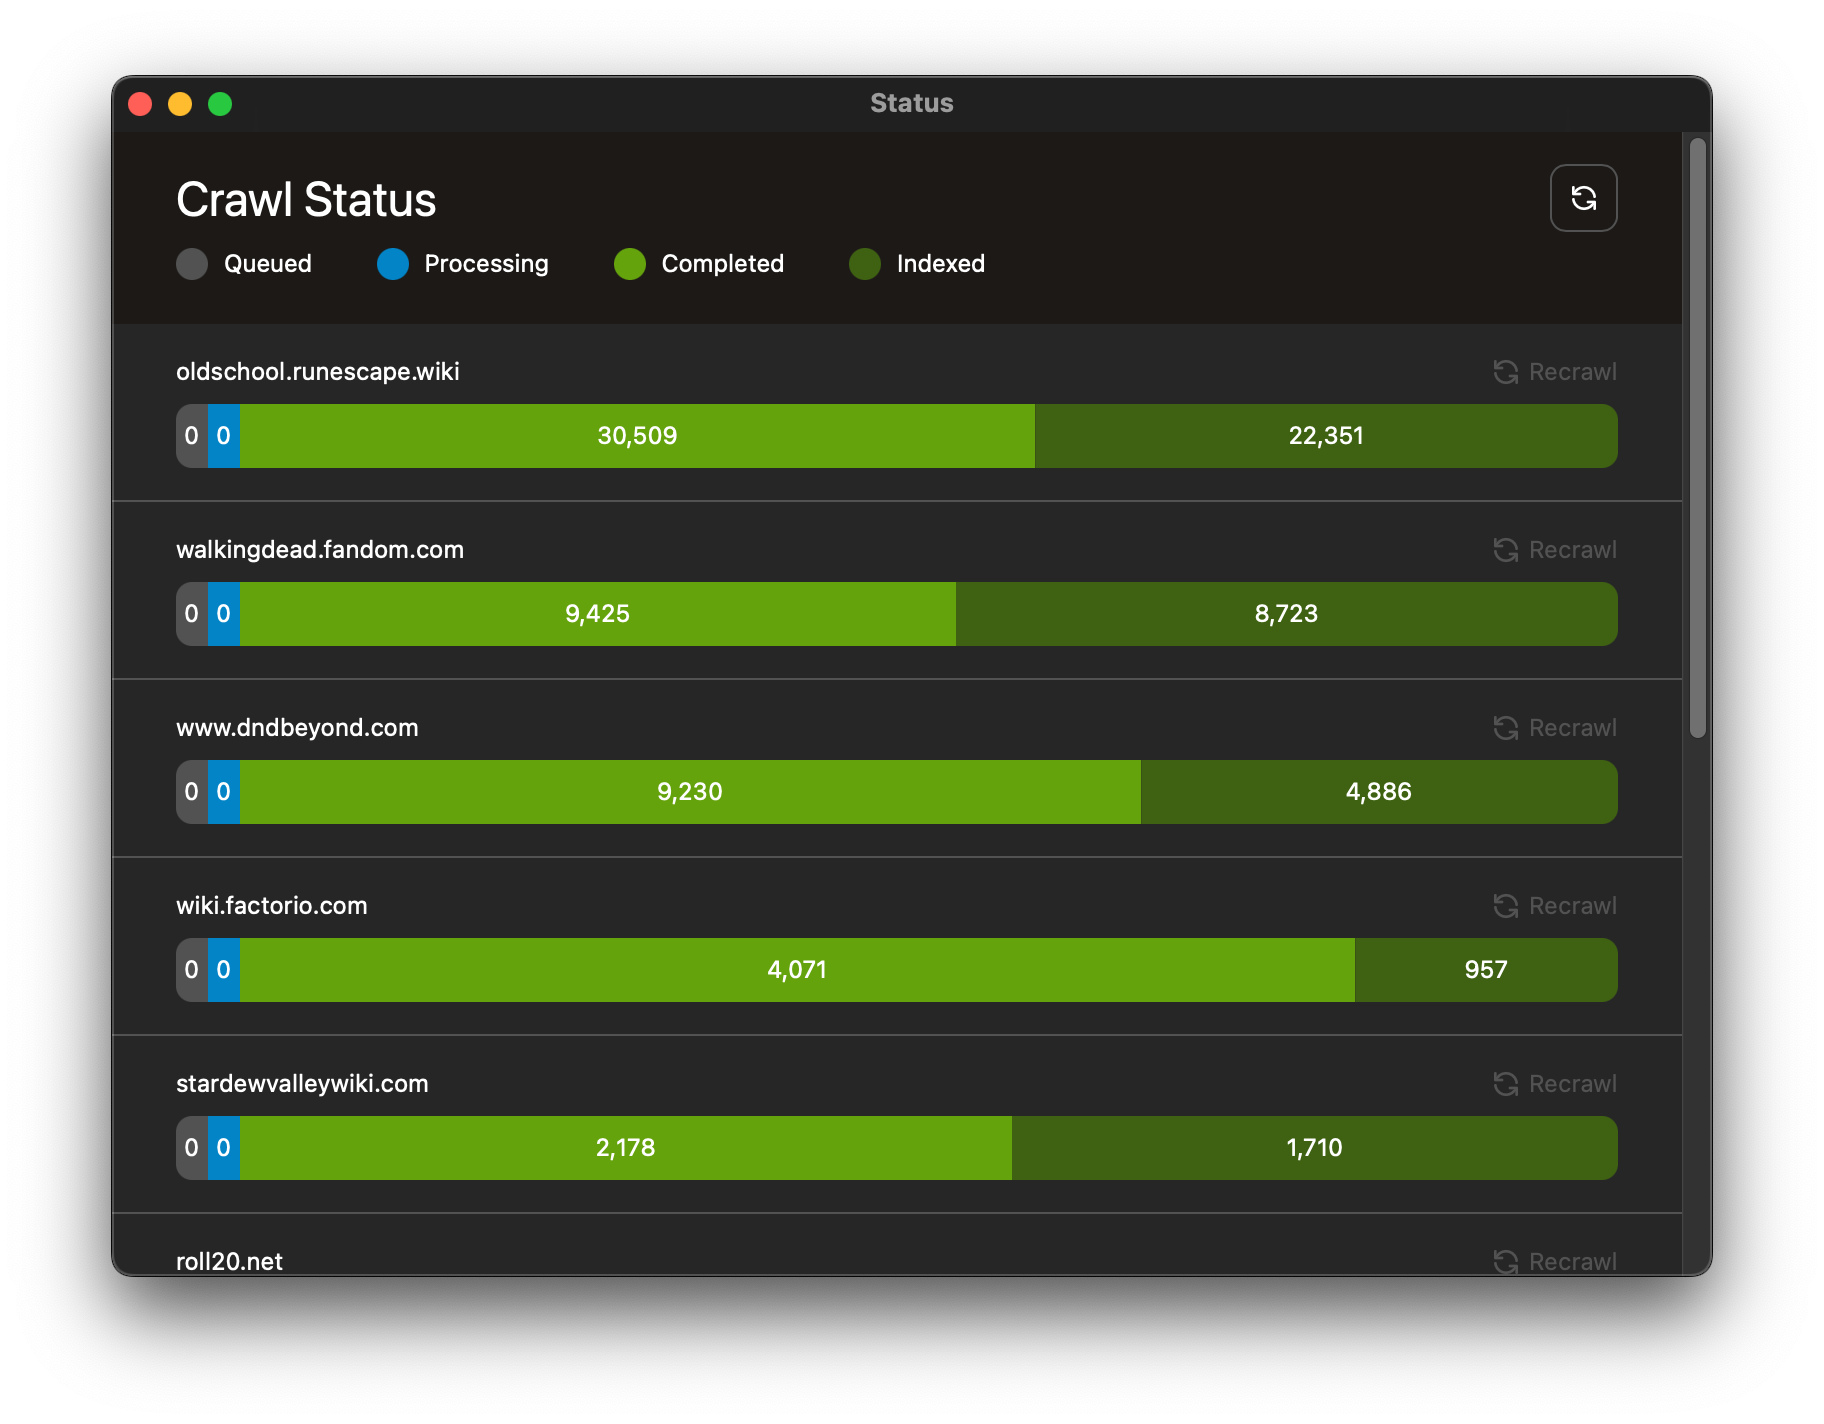 Status
Crawl Status
Queued Processing Completed Indexed
oldschool.runescape.wiki Recrawl
0 0 30,509 22,351
walkingdead.fandom.com Recrawl
0 0 9,425 8,723
www.dndbeyond.com Recrawl
0 0 9,230 4,886
wiki.factorio.com Recrawl
0 0 4,071 957
stardewvalleywiki.com Recrawl
0 0 2,178 1,710
roll20.net Recrawl